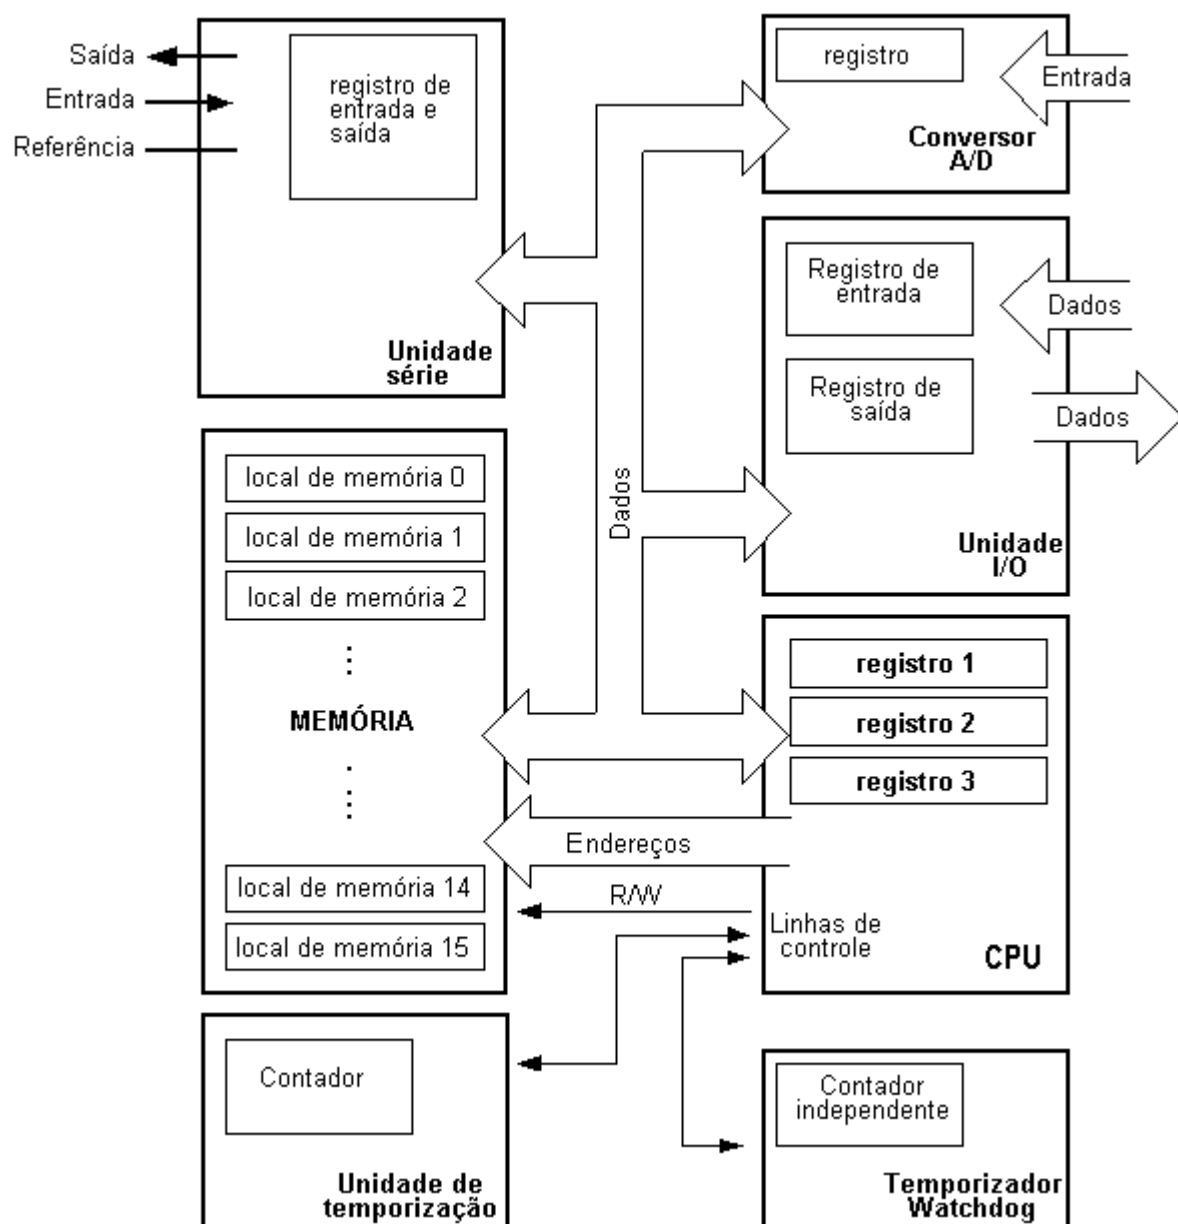 Saída
Entrada
Referência
registro de
entrada e
saída
Unidade
série
registro
Entrada
Conversor
A/D
Registro de
entrada
Dados
Registro de
saída
Dados
Unidade
I/O
Dados
local de memória 0
local de memória 1
local de memória 2
MEMÓRIA
local de memória 14
local de memória 15
registro 1
registro 2
registro 3
Endereços
R/W
Linhas de
controle
CPU
Contador
Unidade de
temporização
Contador
independente
Temporizador
Watchdog